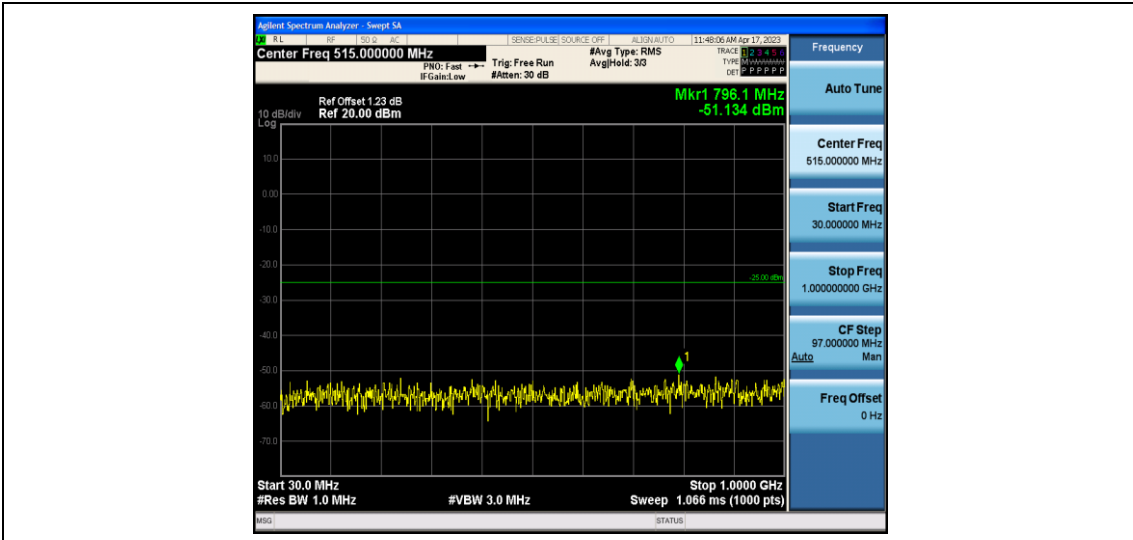 Agilent Spectrum Analyzer - Swept SA
RL RF 50 Ω AC SENSE:PULSE SOURCE OFF ALIGN AUTO 11:48:06 AM Apr 17, 2023
Center Freq 515.000000 MHz #Avg Type: RMS TRACE 1 2 3 4 5 6
PNO: Fast Trig: Free Run Avg|Hold: 3/3 TYPE MWWWWW
IFGain:Low #Atten: 30 dB DET P P P P P P
Mkr1 796.1 MHz
-51.134 dBm
Ref Offset 1.23 dB
10 dB/div Ref 20.00 dBm
Log
10.0
0.00
-10.0
-20.0
-25.00 dBm
-30.0
-40.0
1
-50.0
-60.0
-70.0
Start 30.0 MHz Stop 1.0000 GHz
#Res BW 1.0 MHz #VBW 3.0 MHz Sweep 1.066 ms (1000 pts)
MSG STATUS
Frequency
Auto Tune
Center Freq
515.000000 MHz
Start Freq
30.000000 MHz
Stop Freq
1.000000000 GHz
CF Step
97.000000 MHz
Auto Man
Freq Offset
0 Hz